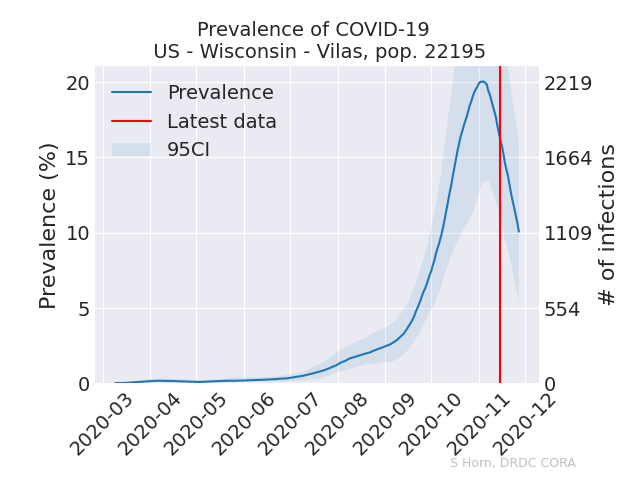 Prevalence of COVID-19
US - Wisconsin - Vilas, pop. 22195
Prevalence
Latest data
95CI
Prevalence (%)
20
15
10
5
0
2219
1664
1109
554
0
# of infections
2020-03
2020-04
2020-05
2020-06
2020-07
2020-08
2020-09
2020-10
2020-11
2020-12
S Horn, DRDC CORA